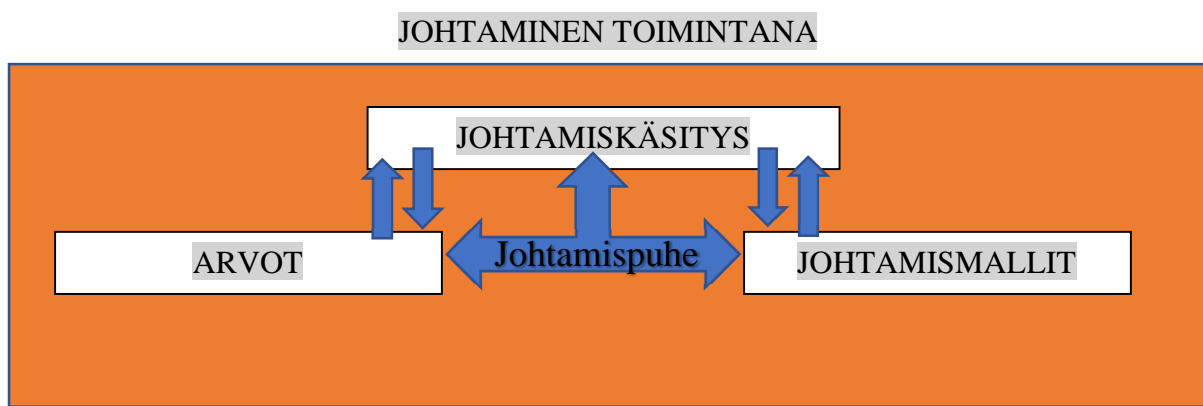 JOHTAMINEN TOIMINTANA
JOHTAMISKÄSITYS
ARVOT
Johtamispuhe
JOHTAMISMALLIT